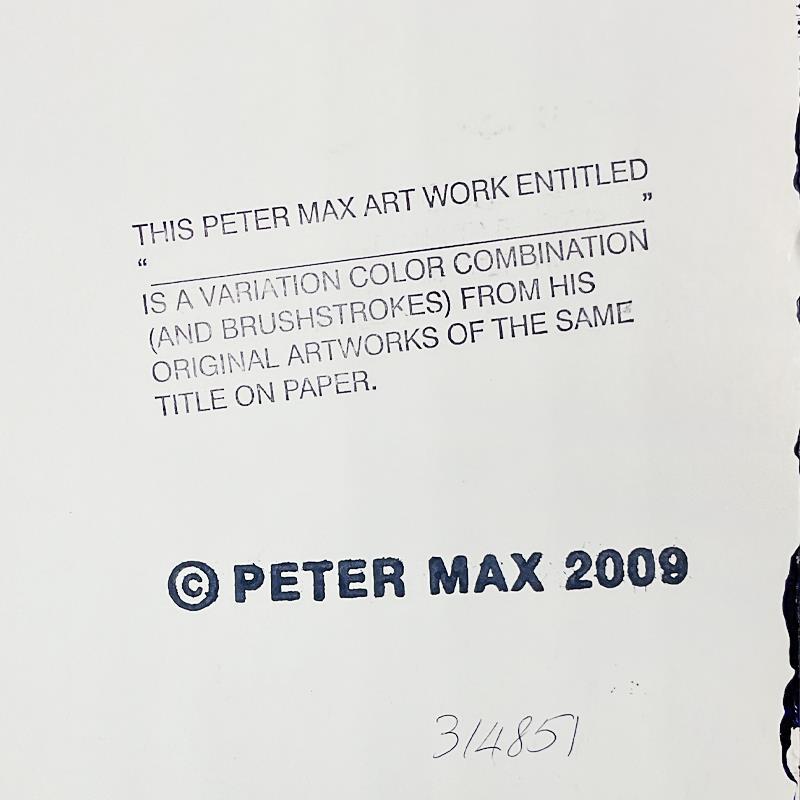 THIS PETER MAX ART WORK ENTITLED
“ ”
IS A VARIATION COLOR COMBINATION
(AND BRUSHSTROKES) FROM HIS
ORIGINAL ARTWORKS OF THE SAME
TITLE ON PAPER.
© PETER MAX 2009
314851